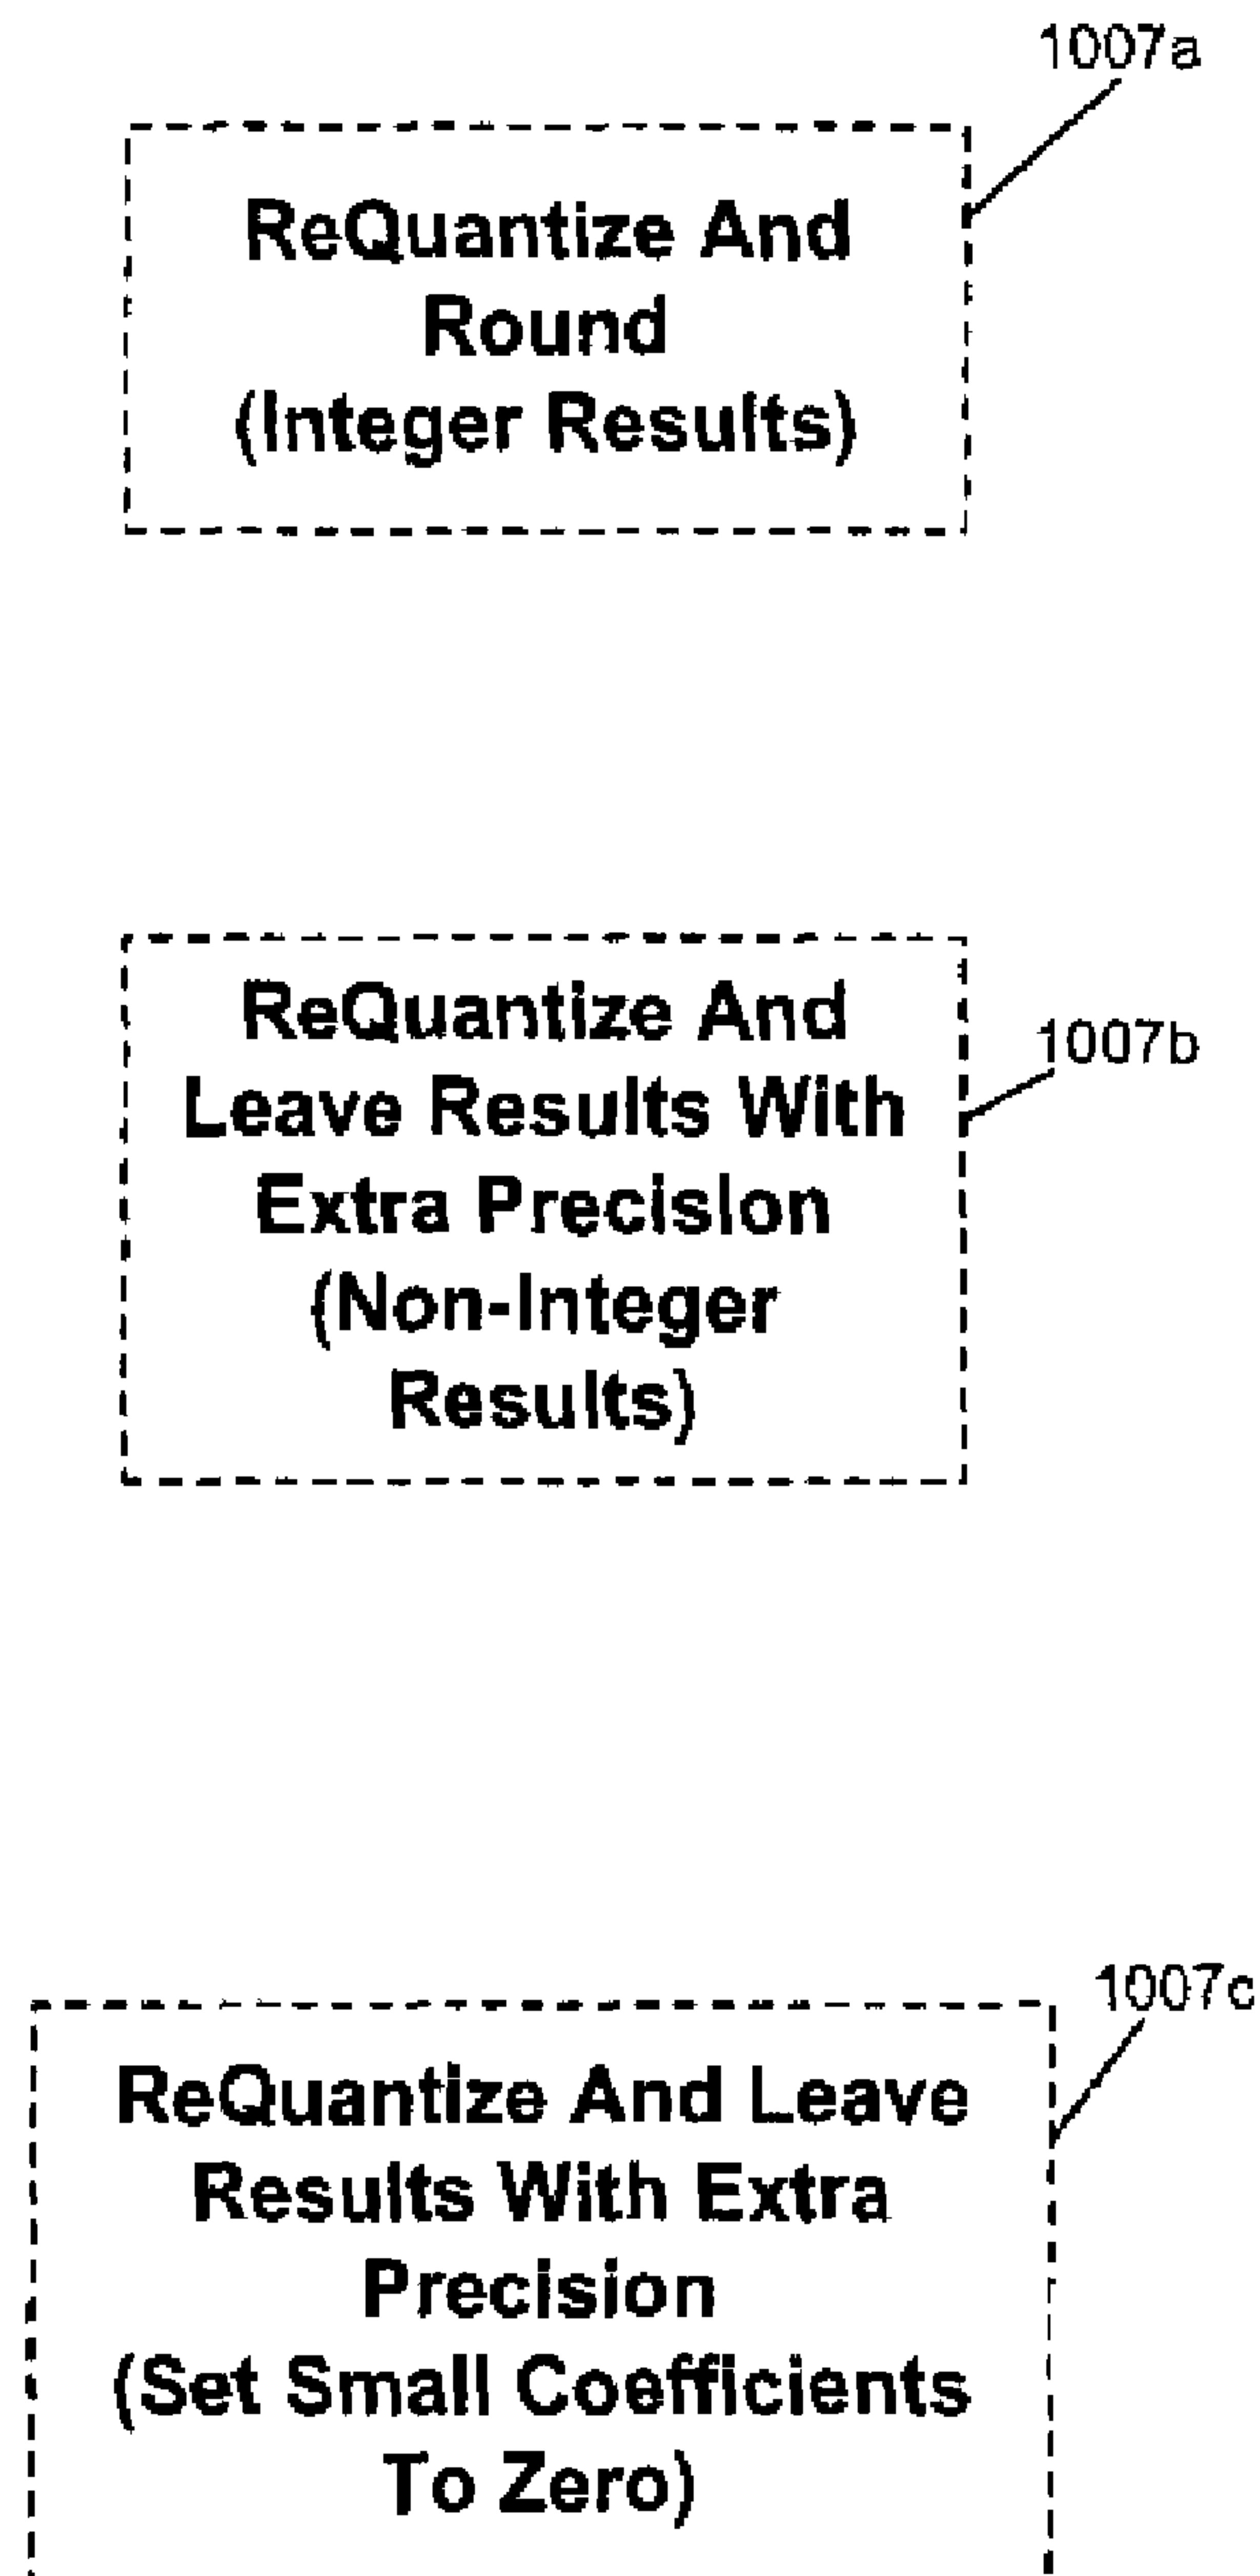 1007a
ReQuantize And
Round
(Integer Results)
ReQuantize And
1007b
Leave Results With
Extra Precision
(Non-Integer
Results)
1007c
ReQuantize And Leave
Results With Extra
Precision
(Set Small Coefficients
To Zero)